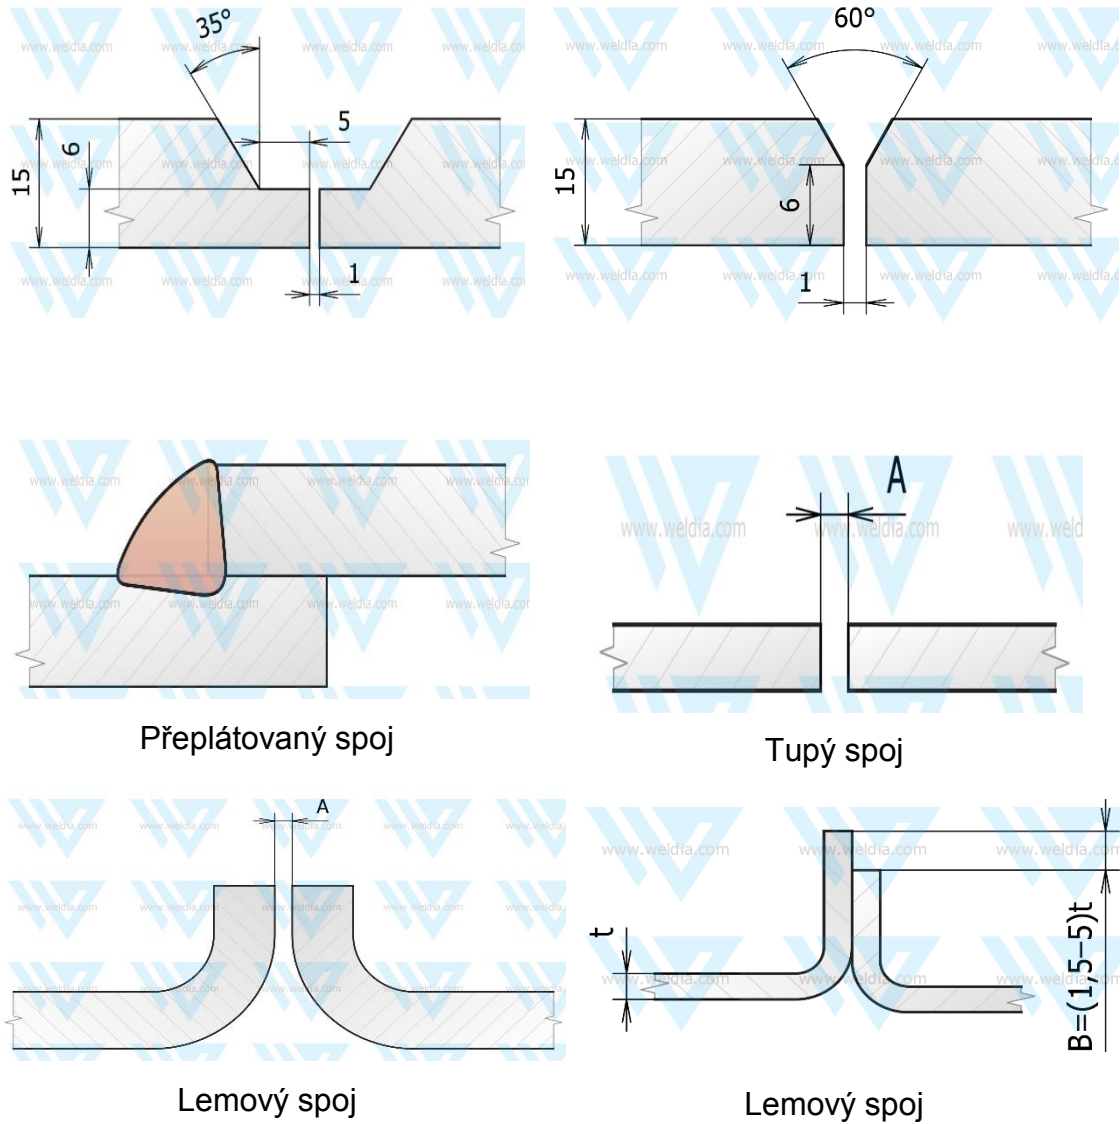 35°
5
6
15
1
60°
15
6
1
A
Přeplátovaný spoj
Tupý spoj
A
t
B=(1,5–5)t
Lemový spoj
Lemový spoj
www.weldia.com